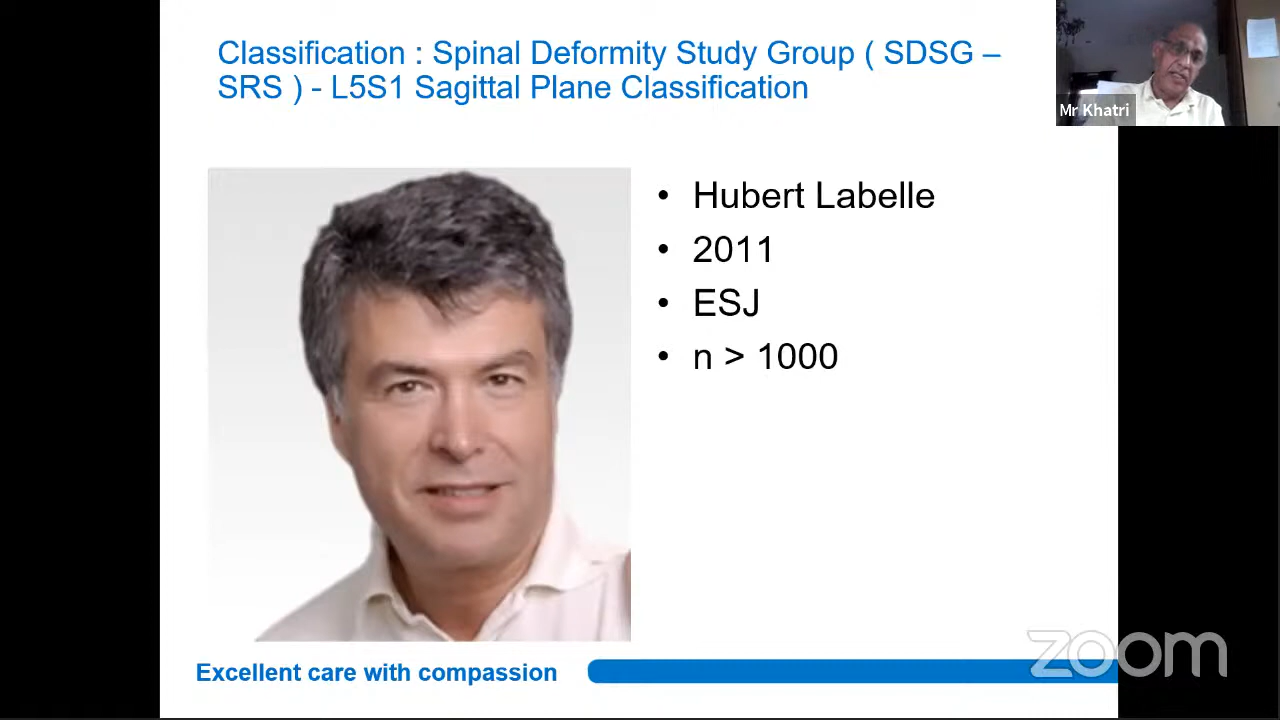 Classification : Spinal Deformity Study Group ( SDSG –
SRS ) - L5S1 Sagittal Plane Classification
Mr Khatri
• Hubert Labelle
• 2011
• ESJ
• n > 1000
Excellent care with compassion
zoom